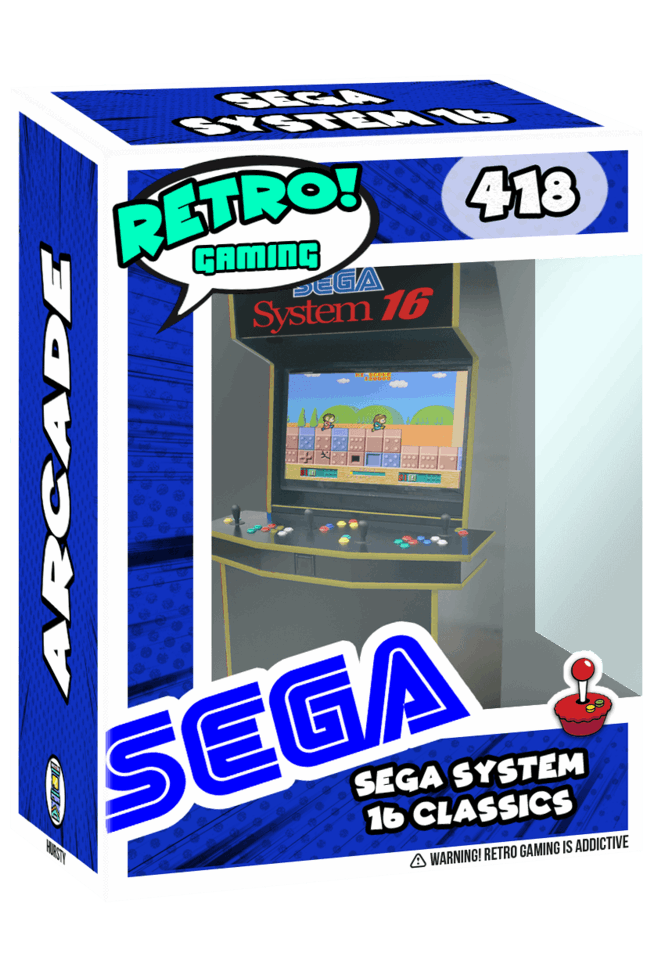 SEGA
SYSTEM 16
RETRO!
GAMING
418
ARCADE
SEGA
System 16
SEGA
SEGA SYSTEM
16 CLASSICS
WARNING! RETRO GAMING IS ADDICTIVE
HURSTY